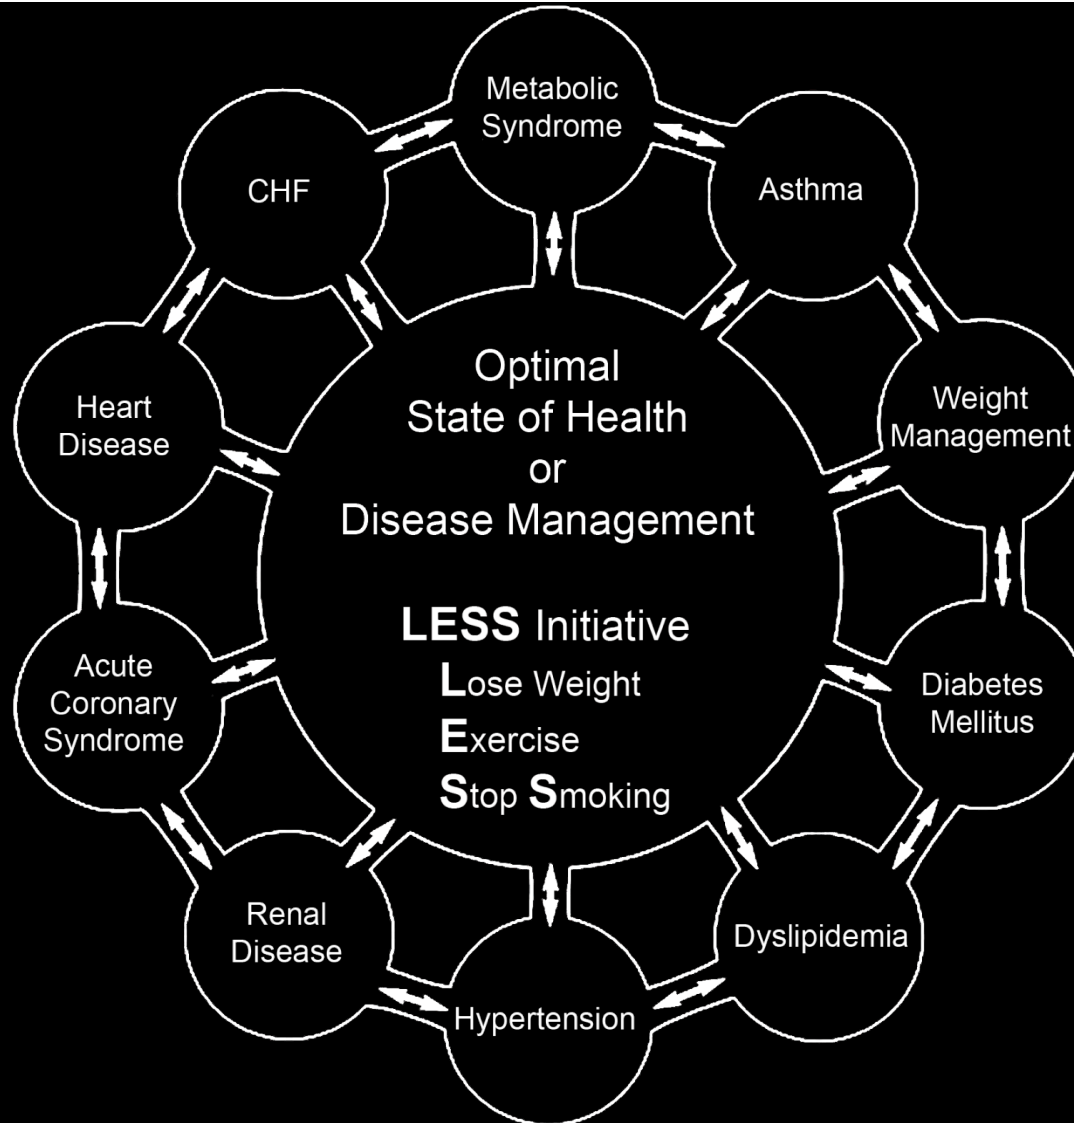 Metabolic
Syndrome
CHF
Asthma
Heart
Disease
Weight
Management
Optimal
State of Health
or
Disease Management
LESS Initiative
Lose Weight
Exercise
Stop Smoking
Acute
Coronary
Syndrome
Diabetes
Mellitus
Renal
Disease
Dyslipidemia
Hypertension